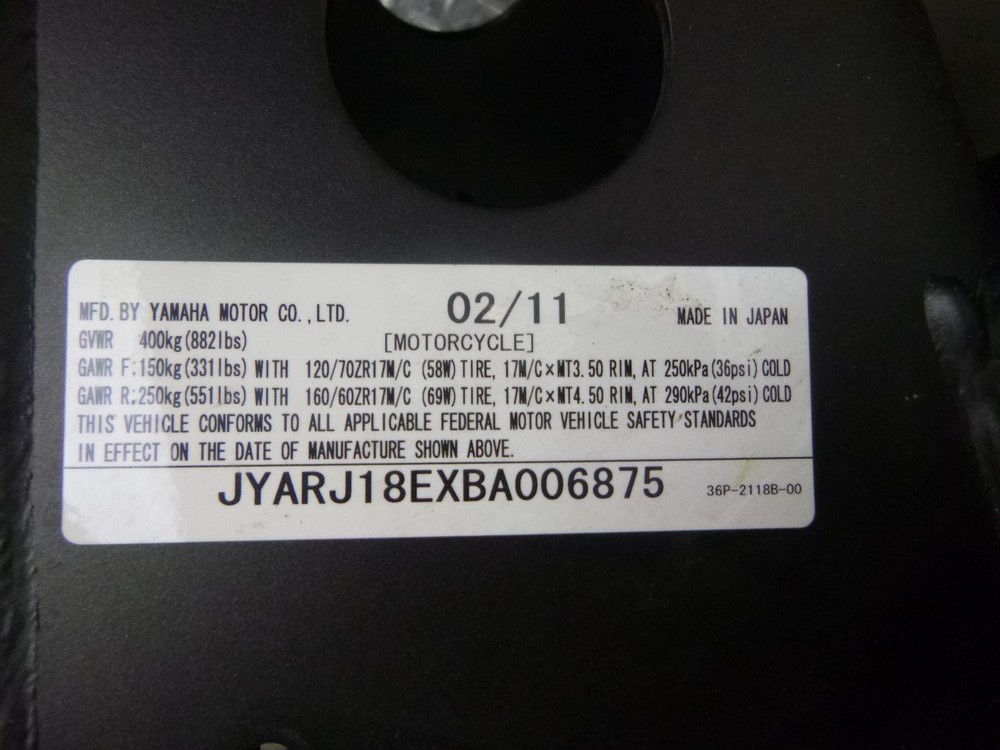 MFD. BY YAMAHA MOTOR CO., LTD. 02/11 MADE IN JAPAN
GVWR 400kg(882lbs) [MOTORCYCLE]
GAWR F:150kg(331lbs) WITH 120/70ZR17M/C (58W)TIRE, 17M/C×MT3.50 RIM, AT 250kPa(36psi) COLD
GAWR R:250kg(551lbs) WITH 160/60ZR17M/C (69W)TIRE, 17M/C×MT4.50 RIM, AT 290kPa(42psi) COLD
THIS VEHICLE CONFORMS TO ALL APPLICABLE FEDERAL MOTOR VEHICLE SAFETY STANDARDS
IN EFFECT ON THE DATE OF MANUFACTURE SHOWN ABOVE.
JYARJ18EXBA006875 36P-2118B-00